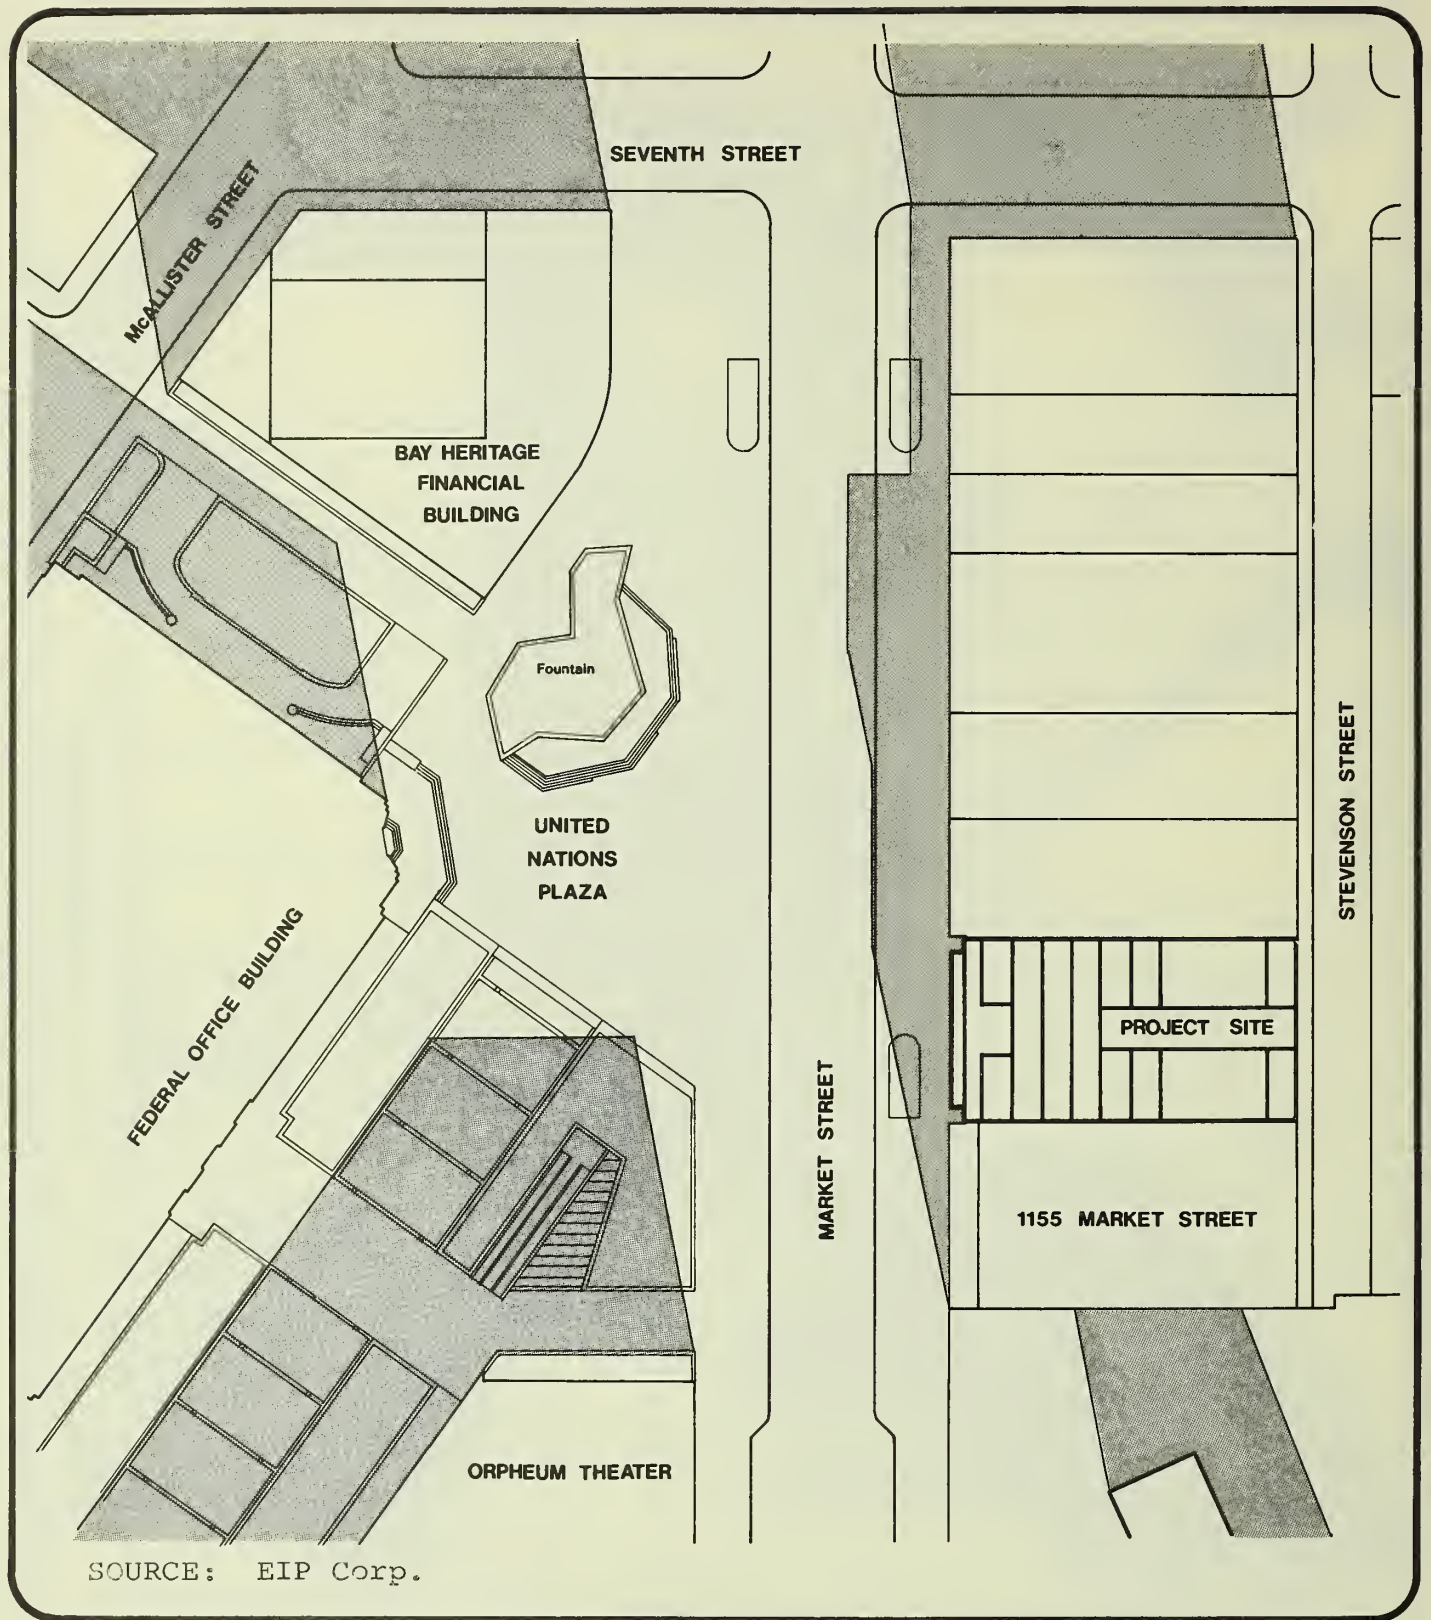 SEVENTH STREET
McALLISTER STREET
BAY HERITAGE
FINANCIAL
BUILDING
Fountain
UNITED
NATIONS
PLAZA
STEVENSON STREET
FEDERAL OFFICE BUILDING
PROJECT SITE
MARKET STREET
1155 MARKET STREET
ORPHEUM THEATER
SOURCE: EIP Corp.